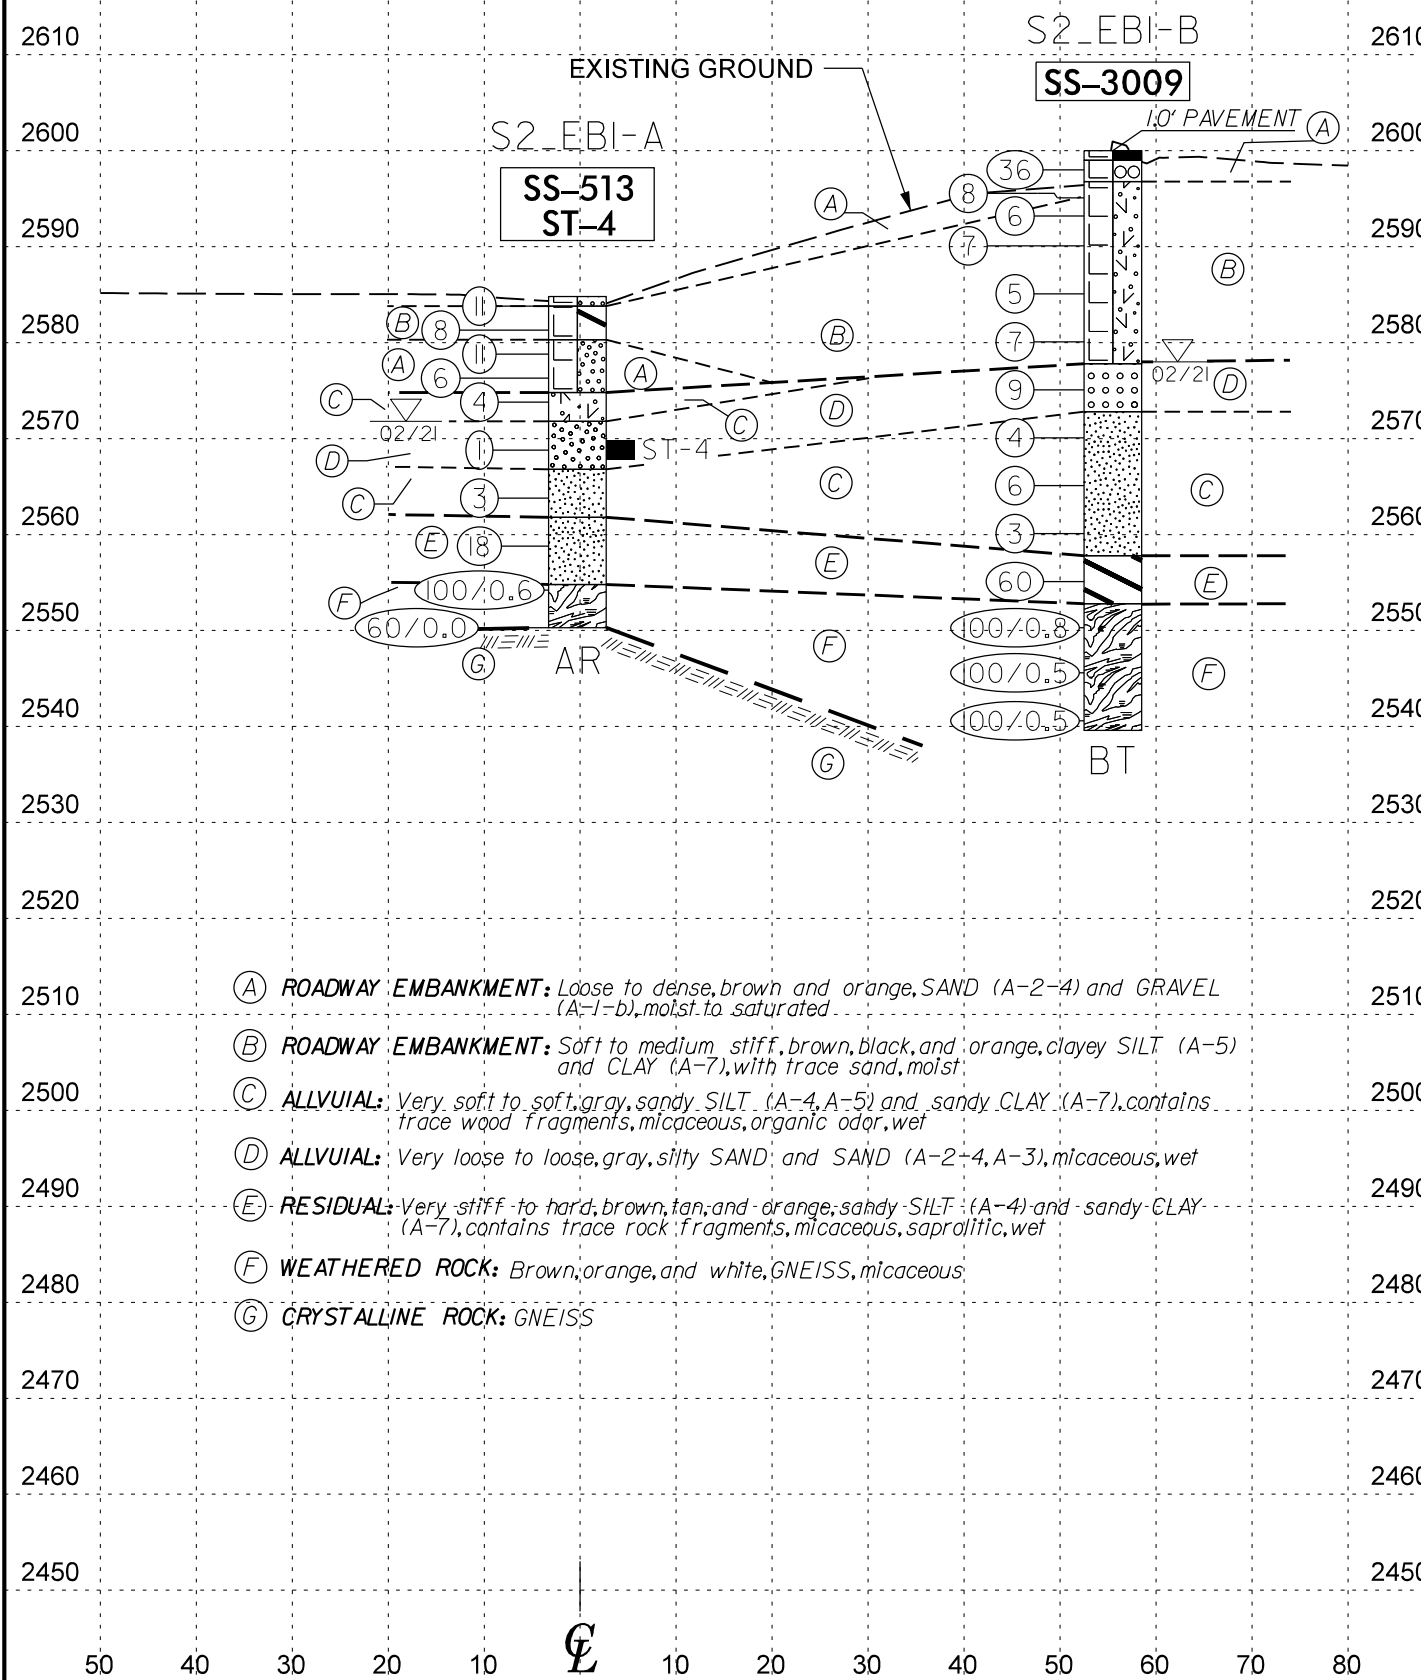 2610 S2_EB1-B 2610
EXISTING GROUND SS-3009
1.0' PAVEMENT A
2600 S2_EB1-A 2600
36
SS-513
ST-4
A 8 6
2590 7 2590
B
5
11
B 8 B 7
2580 2580
11
A 6 A 02/21 D
C 4 9
D
2570 02/21 C 2570
D 1 ST-4 4
C 3 C 6 C
2560 2560
E 18 3
E 60 E
F 100/0.6
2550 60/0.0 100/0.8 2550
G AR F
100/0.5 F
2540 100/0.5 2540
G BT
2530 2530
2520 2520
A ROADWAY EMBANKMENT: Loose to dense, brown and orange, SAND (A-2-4) and GRAVEL
2510 (A-1-b), moist to saturated 2510
B ROADWAY EMBANKMENT: Soft to medium stiff, brown, black, and orange, clayey SILT (A-5)
and CLAY (A-7), with trace sand, moist
2500 C ALLVUIAL: Very soft to soft, gray, sandy SILT (A-4, A-5) and sandy CLAY (A-7), contains 2500
trace wood fragments, micaceous, organic odor, wet
D ALLVUIAL: Very loose to loose, gray, silty SAND and SAND (A-2-4, A-3), micaceous, wet
2490 2490
E RESIDUAL: Very stiff to hard, brown, tan, and orange, sandy SILT (A-4) and sandy CLAY
(A-7), contains trace rock fragments, micaceous, saprolitic, wet
F WEATHERED ROCK: Brown, orange, and white, GNEISS, micaceous
2480 2480
G CRYSTALLINE ROCK: GNEISS
2470 2470
2460 2460
2450 2450
50 40 30 20 10 ℄ 10 20 30 40 50 60 70 80